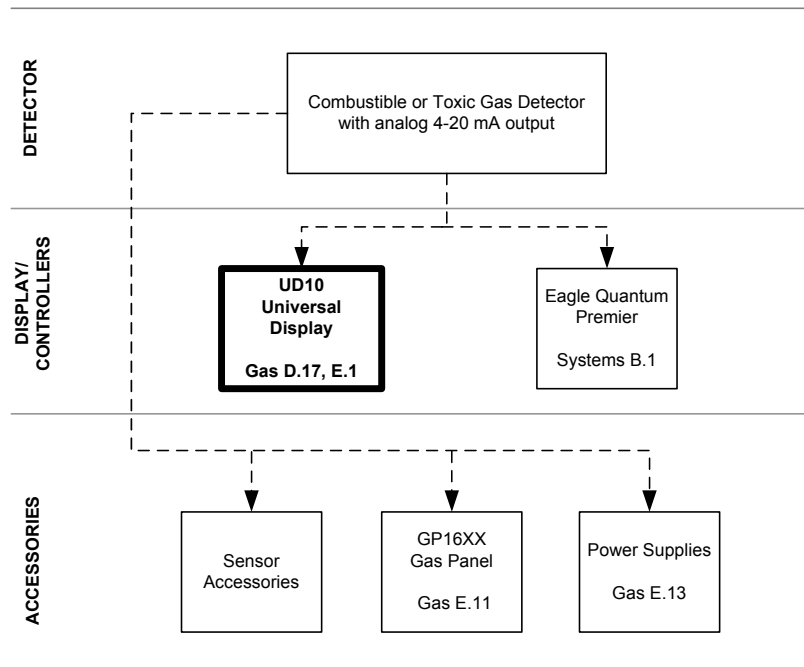 DETECTOR
Combustible or Toxic Gas Detector
with analog 4-20 mA output
DISPLAY/
CONTROLLERS
UD10
Universal
Display
Gas D.17, E.1
Eagle Quantum
Premier
Systems B.1
ACCESSORIES
Sensor
Accessories
GP16XX
Gas Panel
Gas E.11
Power Supplies
Gas E.13